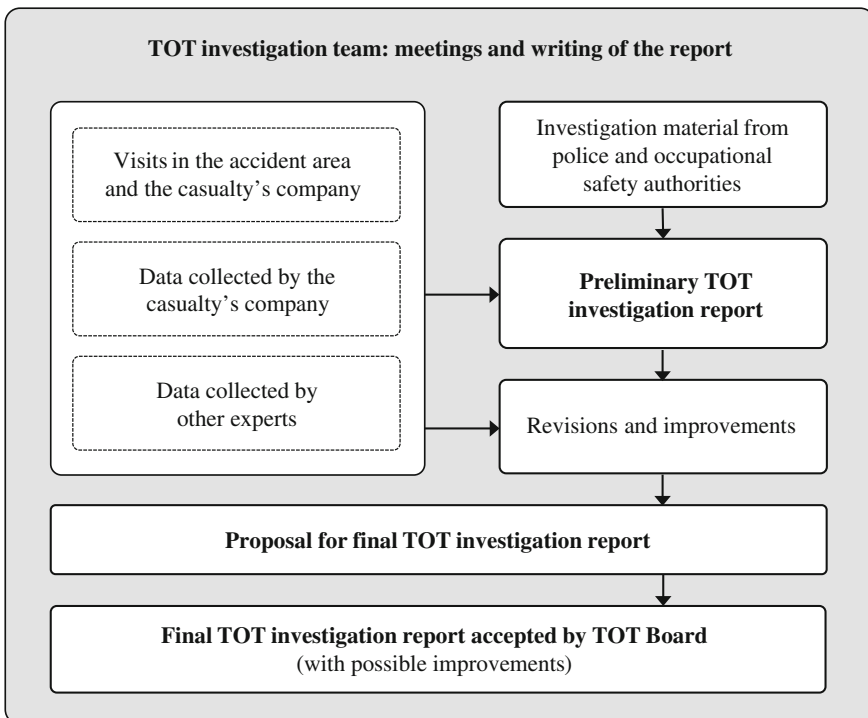 TOT investigation team: meetings and writing of the report
Visits in the accident area
and the casualty's company
Data collected by the
casualty's company
Data collected by
other experts
Investigation material from
police and occupational
safety authorities
Preliminary TOT
investigation report
Revisions and improvements
Proposal for final TOT investigation report
Final TOT investigation report accepted by TOT Board
(with possible improvements)